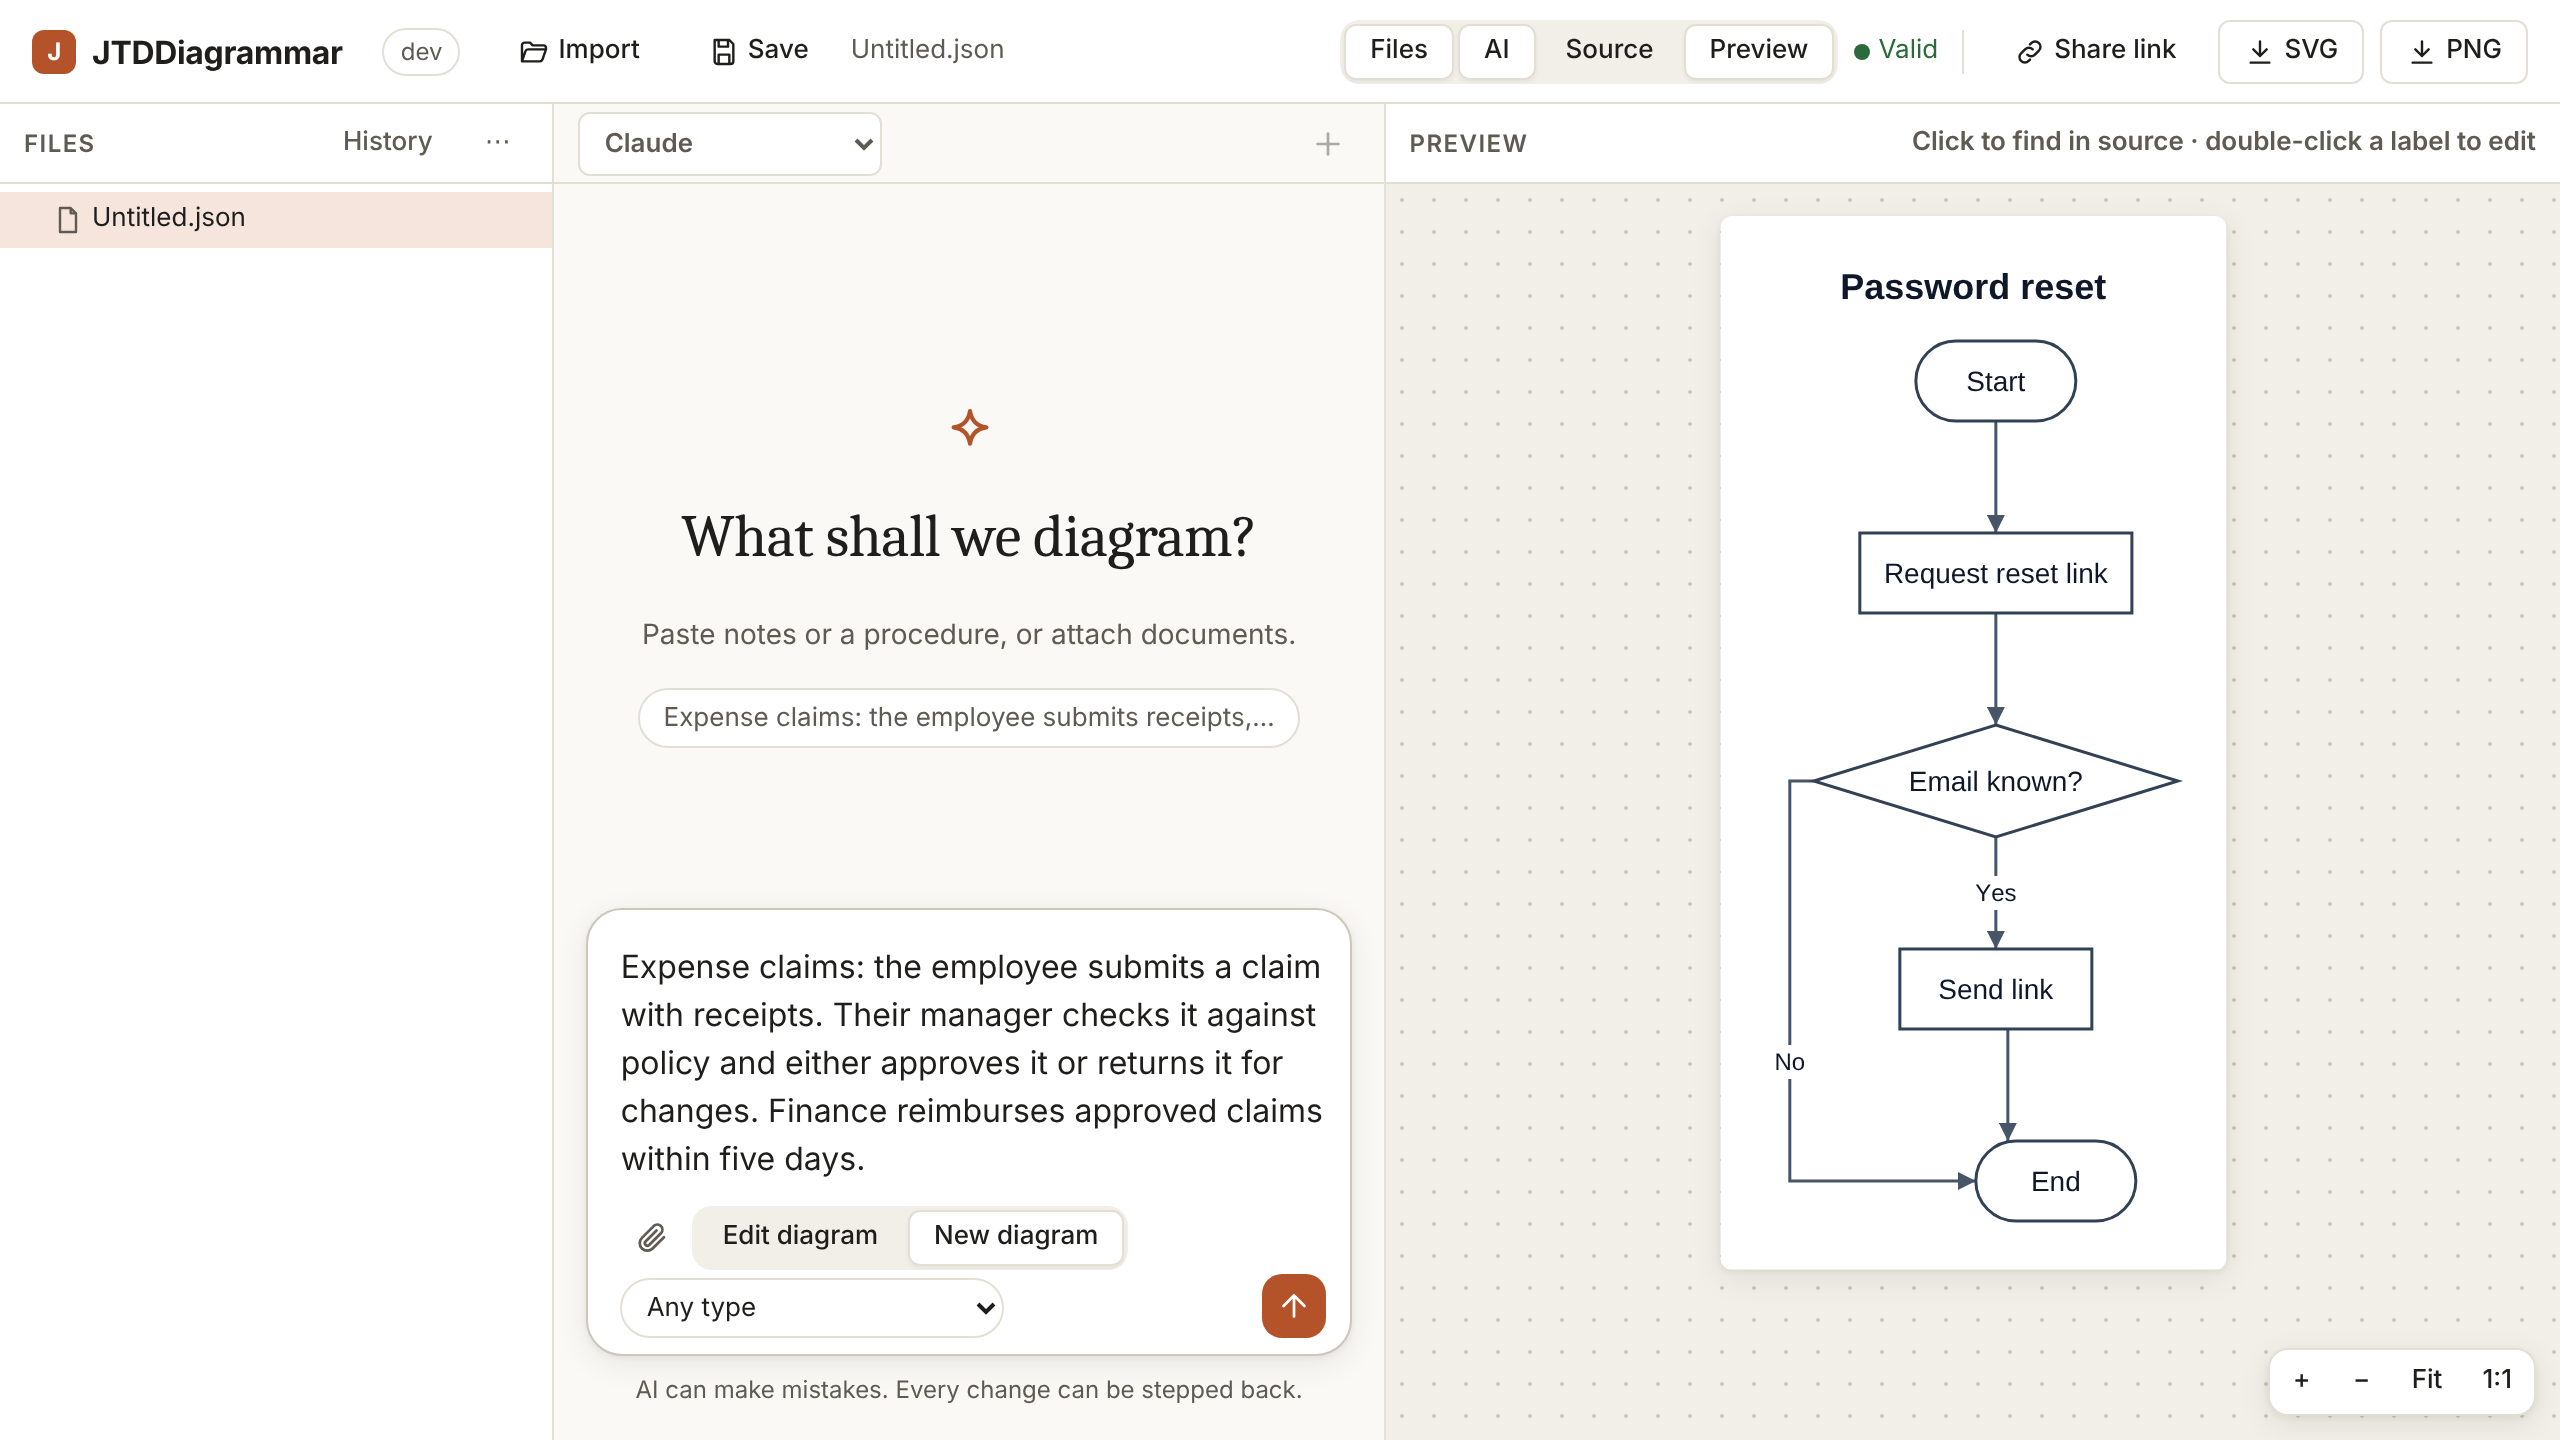 J JTDDiagrammar dev Import Save Untitled.json Files AI Source Preview Valid Share link SVG PNG
FILES History ...
Untitled.json
Claude
What shall we diagram?
Paste notes or a procedure, or attach documents.
Expense claims: the employee submits receipts,...
Expense claims: the employee submits a claim
with receipts. Their manager checks it against
policy and either approves it or returns it for
changes. Finance reimburses approved claims
within five days.
Edit diagram New diagram
Any type
AI can make mistakes. Every change can be stepped back.
PREVIEW Click to find in source · double-click a label to edit
Password reset
Start
Request reset link
Email known?
Yes
Send link
No
End
+ − Fit 1:1